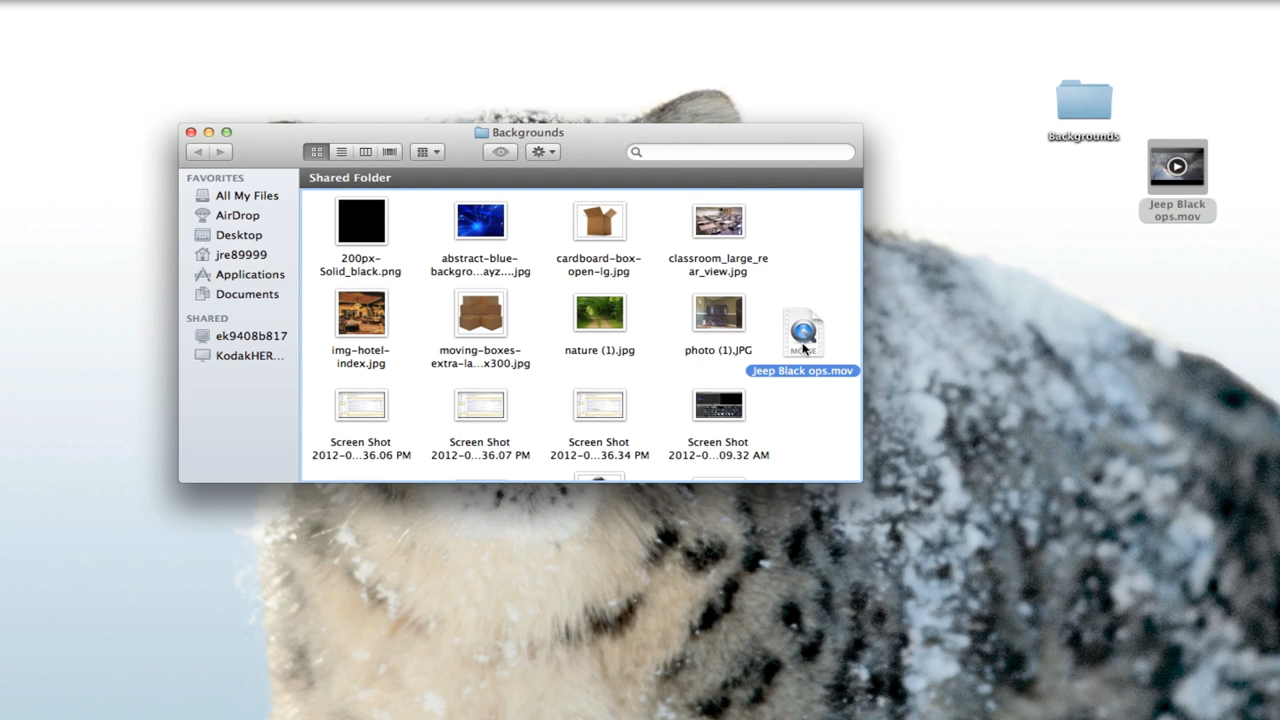 Backgrounds
Backgrounds
Jeep Black
ops.mov
FAVORITES
All My Files
AirDrop
Desktop
jre89999
Applications
Documents
SHARED
ek9408b817
KodakHER...
Shared Folder
200px-
Solid_black.png
abstract-blue-
backgro...ayz....jpg
cardboard-box-
open-lg.jpg
classroom_large_re
ar_view.jpg
img-hotel-
index.jpg
moving-boxes-
extra-la...x300.jpg
nature (1).jpg
photo (1).JPG
Jeep Black ops.mov
Screen Shot
2012-0...36.06 PM
Screen Shot
2012-0...36.07 PM
Screen Shot
2012-0...36.34 PM
Screen Shot
2012-0...09.32 AM